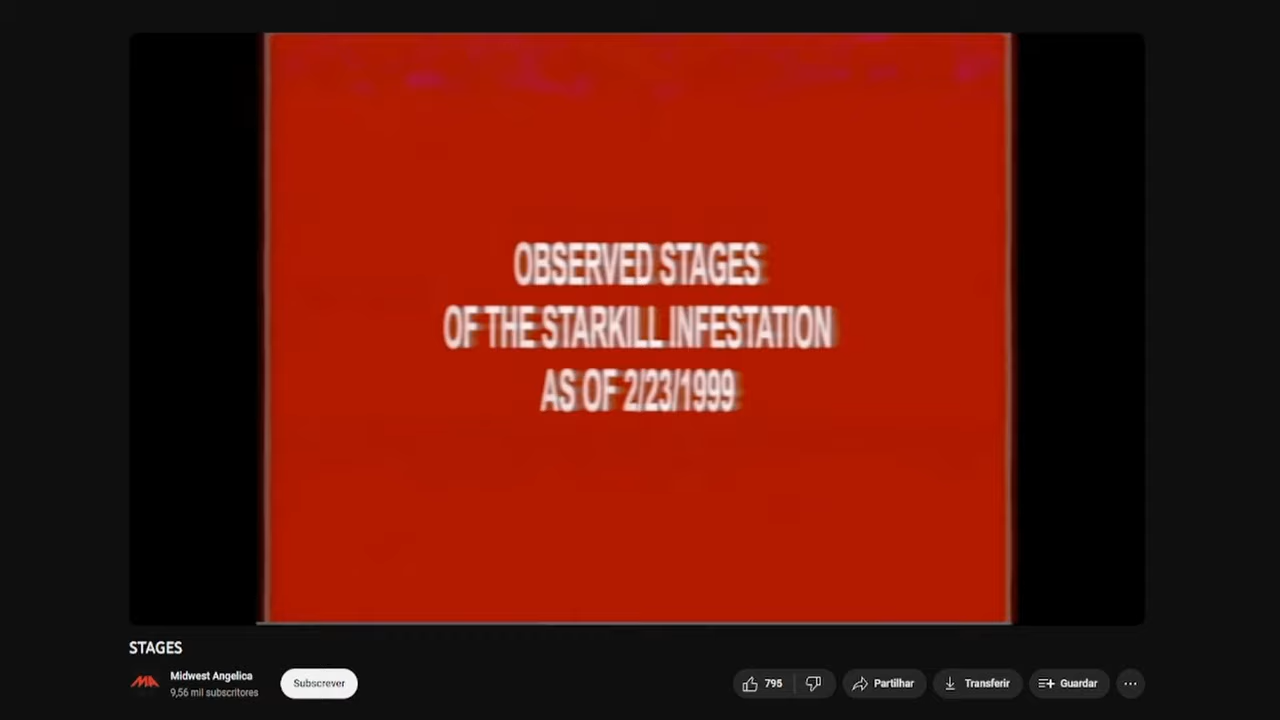 OBSERVED STAGES
OF THE STARKILL INFESTATION
AS OF 2/23/1999
STAGES
Midwest Angelica
9,56 mil subscritores
Subscrever
795
Partilhar
Transferir
Guardar